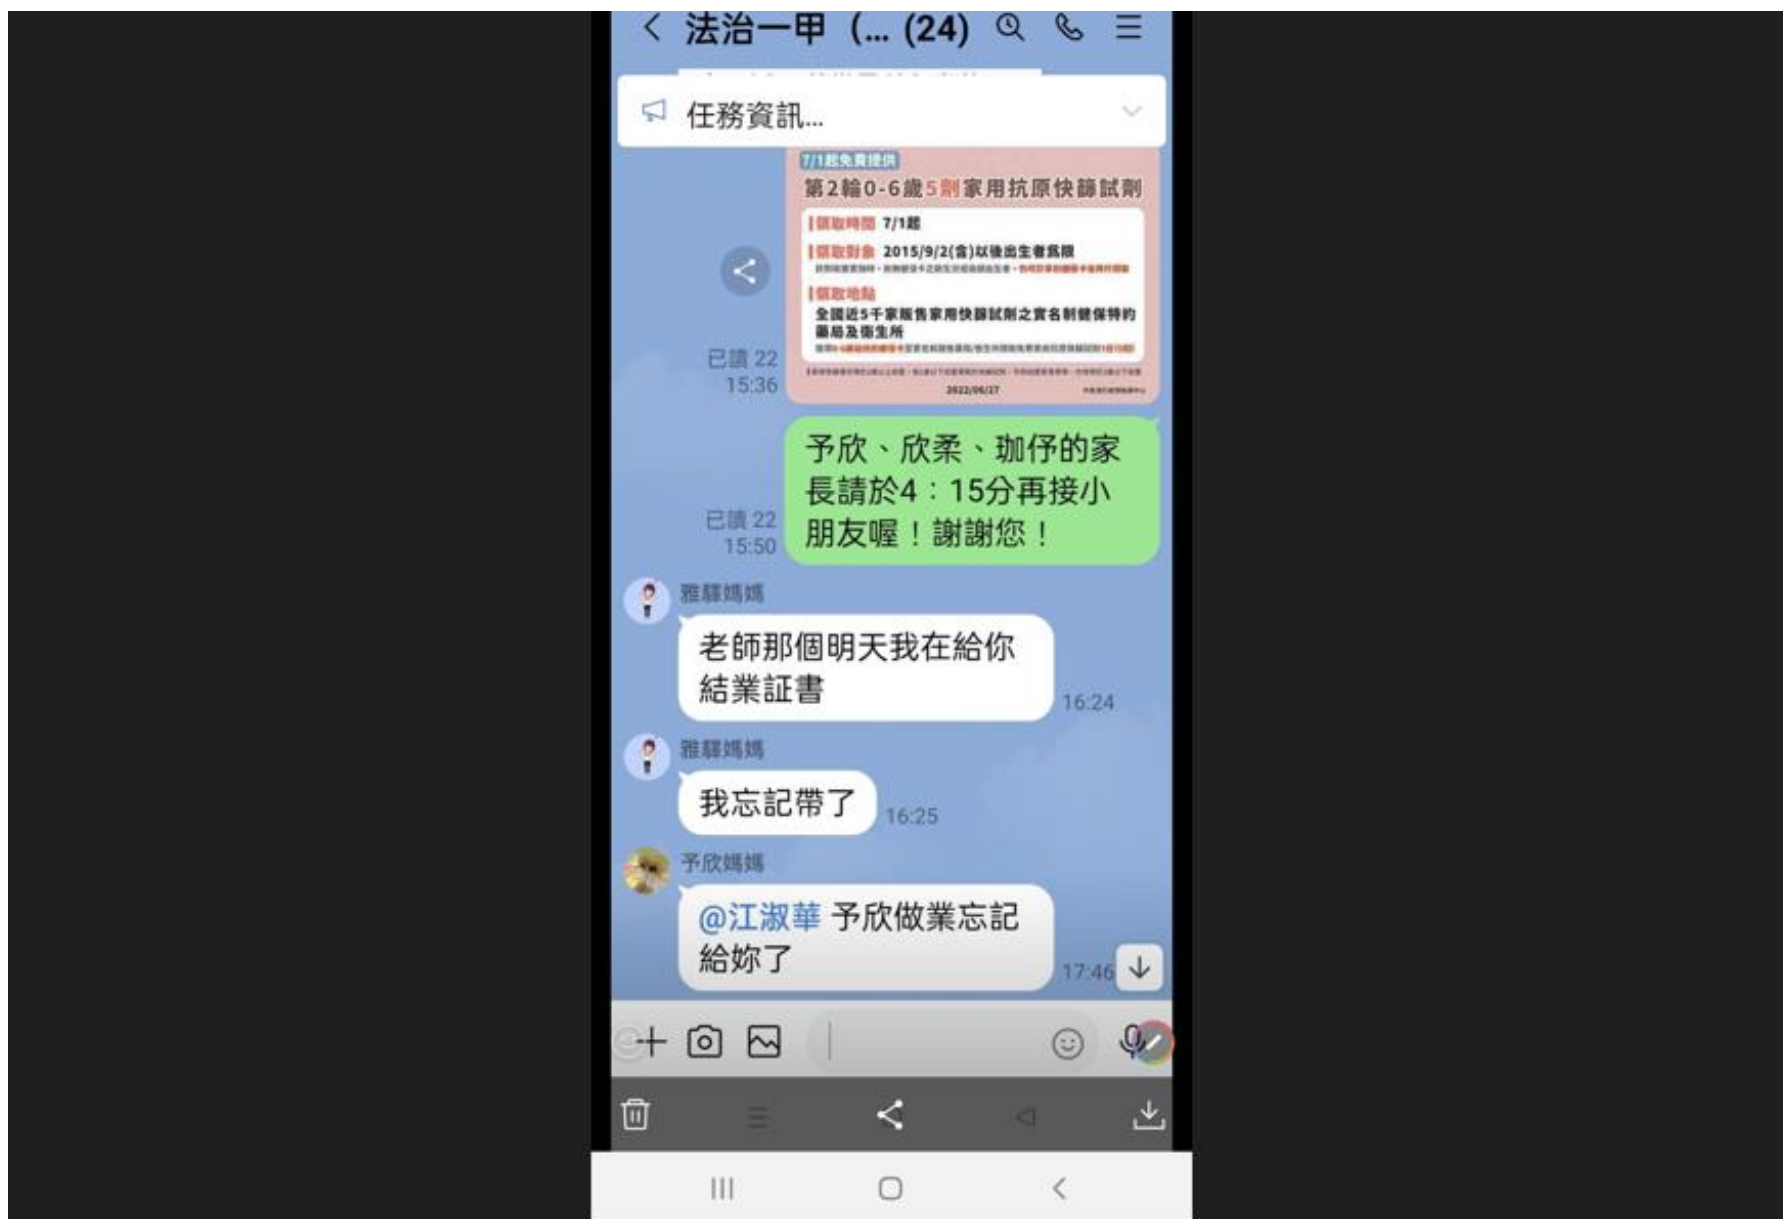 法治一甲 (... (24)
任務資訊...
7/1起免費提供
第2輪0-6歲5劑家用抗原快篩試劑
領取時間 7/1起
領取對象 2015/9/2(含)以後出生者為限
領取地點
全國近5千家販售家用快篩試劑之實名制健保特約
藥局及衛生所
2022/06/27
已讀 22
15:36
予欣、欣柔、珈伃的家
長請於4：15分再接小
朋友喔！謝謝您！
已讀 22
15:50
雅驛媽媽
老師那個明天我在給你
結業証書
16:24
雅驛媽媽
我忘記帶了
16:25
予欣媽媽
@江淑華 予欣做業忘記
給妳了
17:46